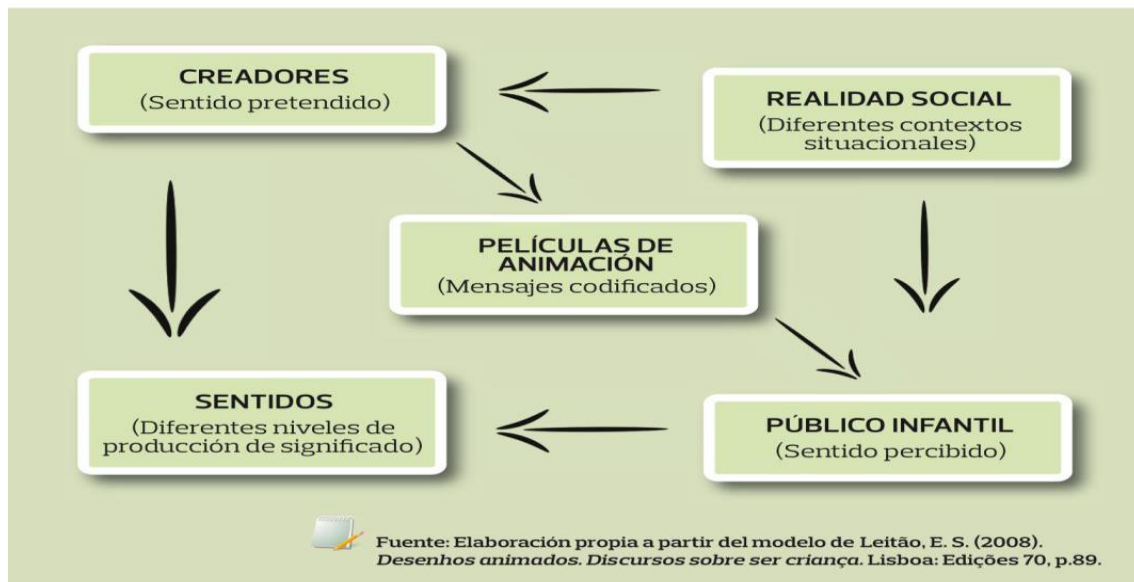 CREADORES
(Sentido pretendido)
REALIDAD SOCIAL
(Diferentes contextos
situacionales)
PELÍCULAS DE
ANIMACIÓN
(Mensajes codificados)
SENTIDOS
(Diferentes niveles de
producción de significado)
PÚBLICO INFANTIL
(Sentido percibido)
Fuente: Elaboración propia a partir del modelo de Leitão, E. S. (2008).
Desenhos animados. Discursos sobre ser criança. Lisboa: Edições 70, p.89.